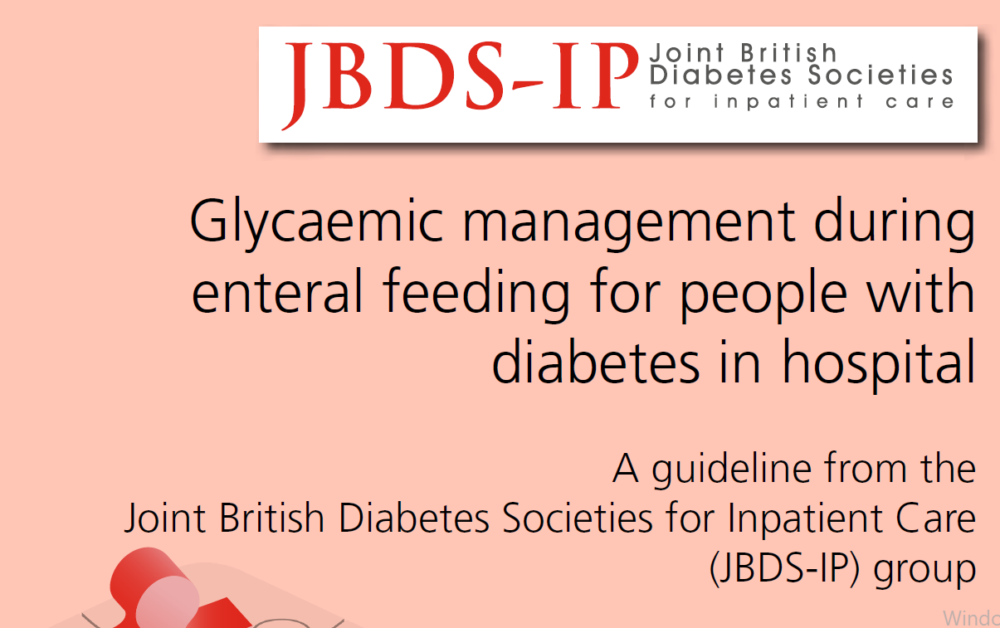 JBDS-IP Joint British
Diabetes Societies
for inpatient care
Glycaemic management during
enteral feeding for people with
diabetes in hospital
A guideline from the
Joint British Diabetes Societies for Inpatient Care
(JBDS-IP) group